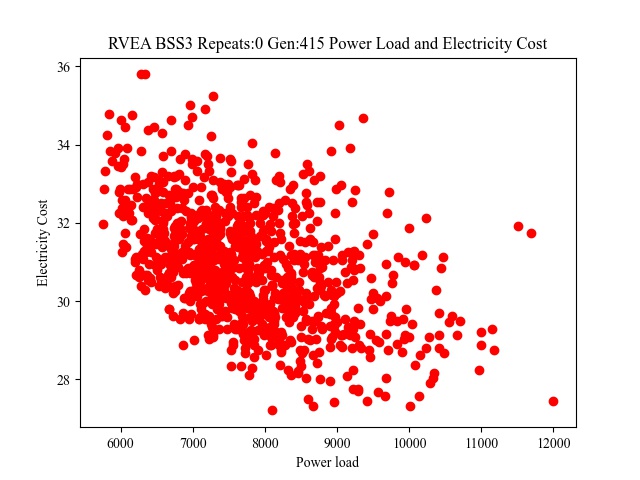 RVEA BSS3 Repeats:0 Gen:415 Power Load and Electricity Cost
36
34
32
30
28
Electricity Cost
6000 7000 8000 9000 10000 11000 12000
Power load